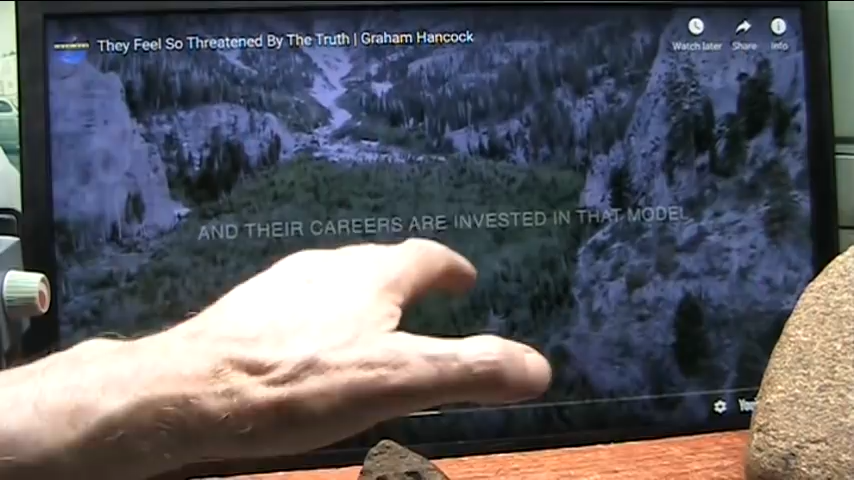 They Feel So Threatened By The Truth | Graham Hancock
Watch later
Share
Info
AND THEIR CAREERS ARE INVESTED IN THAT MODEL